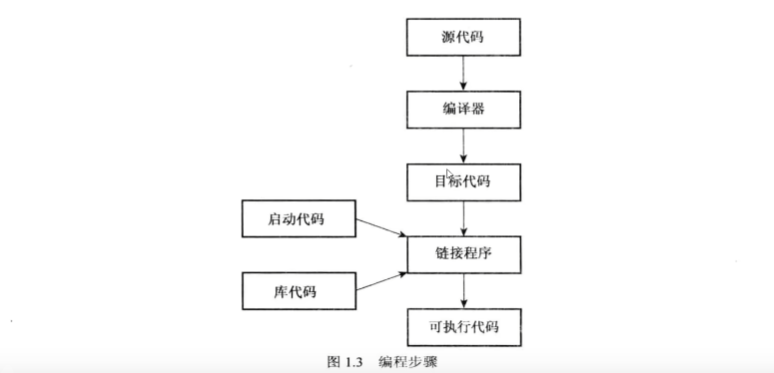 源代码
编译器
目标代码
启动代码
链接程序
库代码
可执行代码
图 1.3 编程步骤